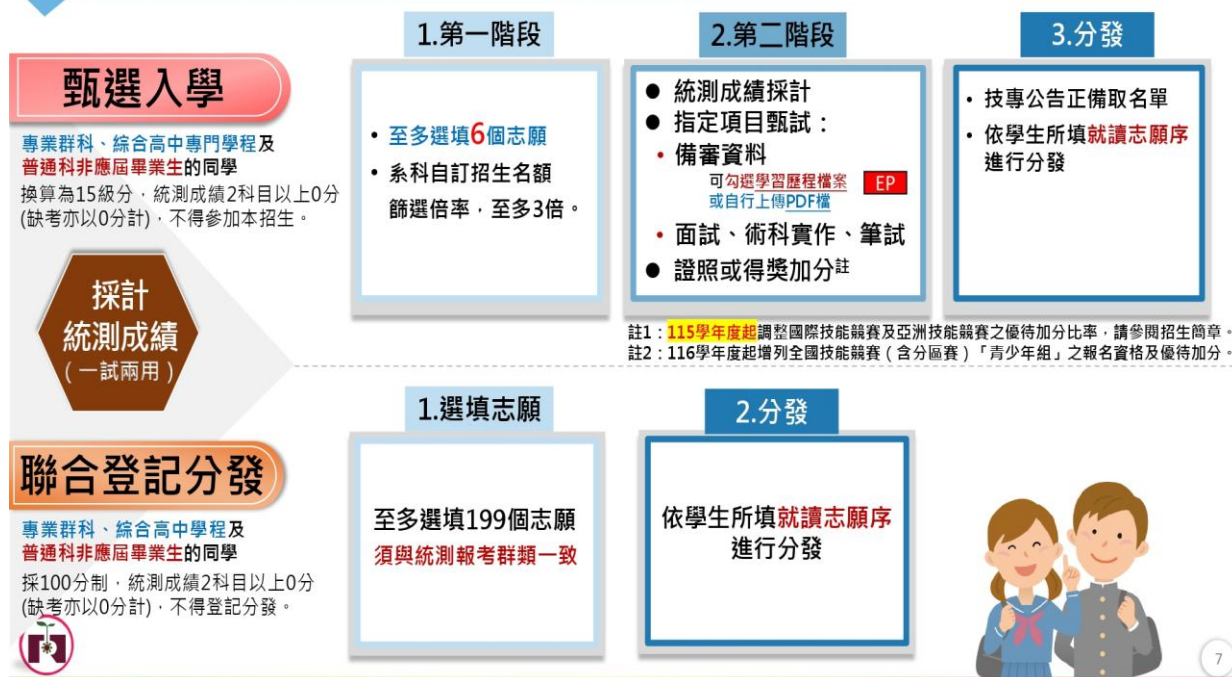 甄選入學
專業群科、綜合高中專門學程及
普通科非應屆畢業生的同學
換算為15級分，統測成績2科目以上0分
(缺考亦以0分計)，不得參加本招生。
1.第一階段
• 至多選填6個志願
• 系科自訂招生名額
篩選倍率，至多3倍。
2.第二階段
● 統測成績採計
● 指定項目甄試：
• 備審資料
可勾選學習歷程檔案 EP
或自行上傳PDF檔
• 面試、術科實作、筆試
● 證照或得獎加分註
3.分發
• 技專公告正備取名單
• 依學生所填就讀志願序
進行分發
註1：115學年度起調整國際技能競賽及亞洲技能競賽之優待加分比率，請參閱招生簡章。
註2：116學年度起增列全國技能競賽（含分區賽）「青少年組」之報名資格及優待加分。
採計
統測成績
（一試兩用）
聯合登記分發
專業群科、綜合高中學程及
普通科非應屆畢業生的同學
採100分制，統測成績2科目以上0分
(缺考亦以0分計)，不得登記分發。
1.選填志願
至多選填199個志願
須與統測報考群類一致
2.分發
依學生所填就讀志願序
進行分發
7